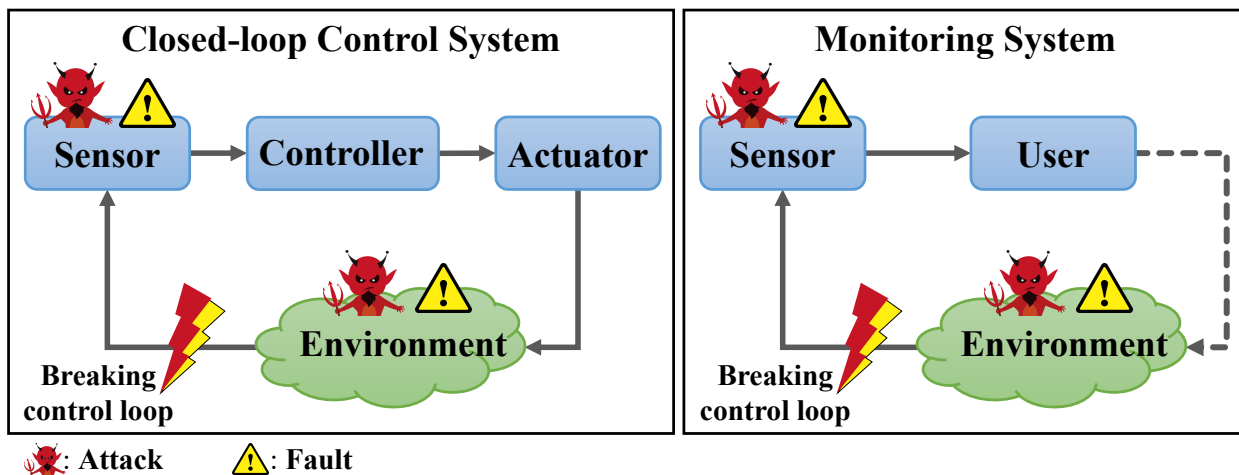 Closed-loop Control System
Sensor
Controller
Actuator
Environment
Breaking
control loop
Monitoring System
Sensor
User
Environment
Breaking
control loop
: Attack
: Fault